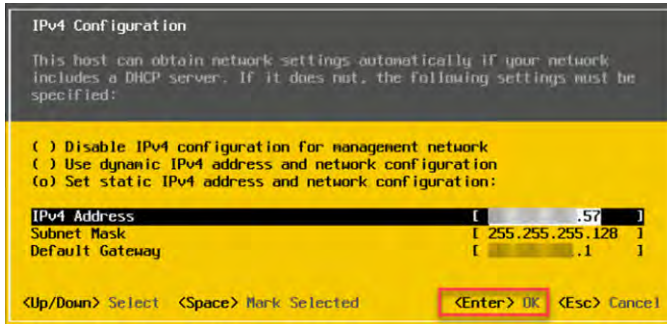 IPv4 Configuration
This host can obtain network settings automatically if your network
includes a DHCP server. If it does not, the following settings must be
specified:
( ) Disable IPv4 configuration for management network
( ) Use dynamic IPv4 address and network configuration
(o) Set static IPv4 address and network configuration:
IPv4 Address [ .57 ]
Subnet Mask [ 255.255.255.128 ]
Default Gateway [ .1 ]
<Up/Down> Select <Space> Mark Selected <Enter> OK <Esc> Cancel